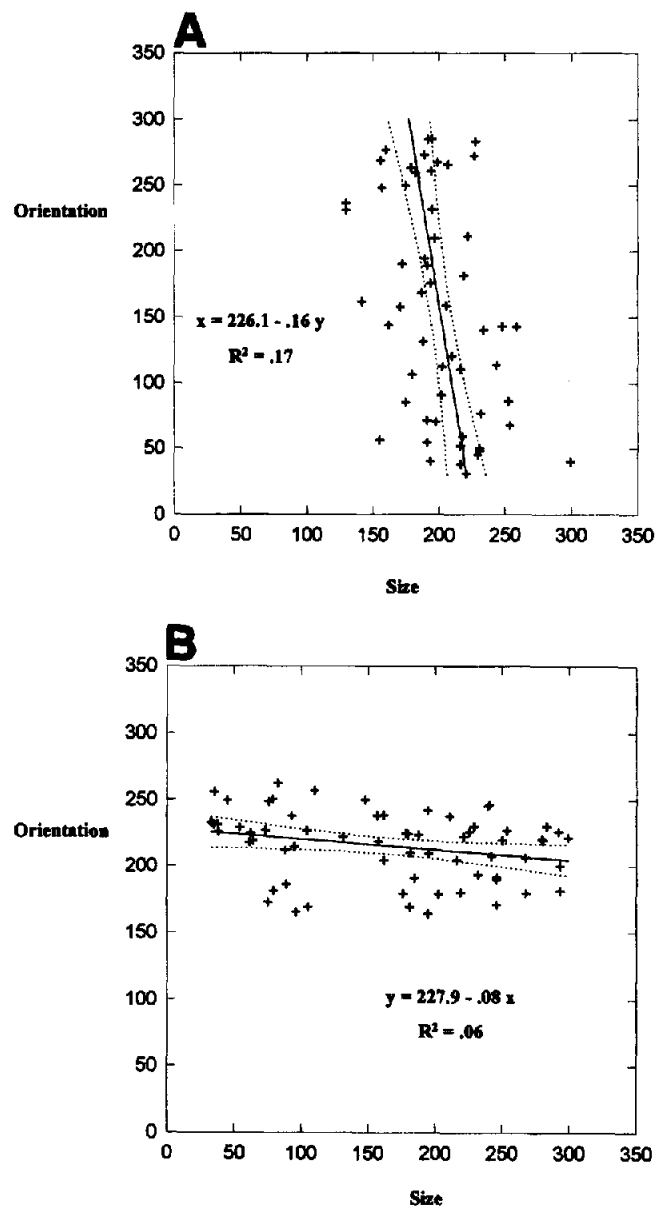 A
350
300
250
Orientation
200
150
x = 226.1 - .16 y
R² = .17
100
50
0
0 50 100 150 200 250 300 350
Size
B
350
300
250
Orientation
200
150
100
y = 227.9 - .08 x
R² = .06
50
0
0 50 100 150 200 250 300 350
Size